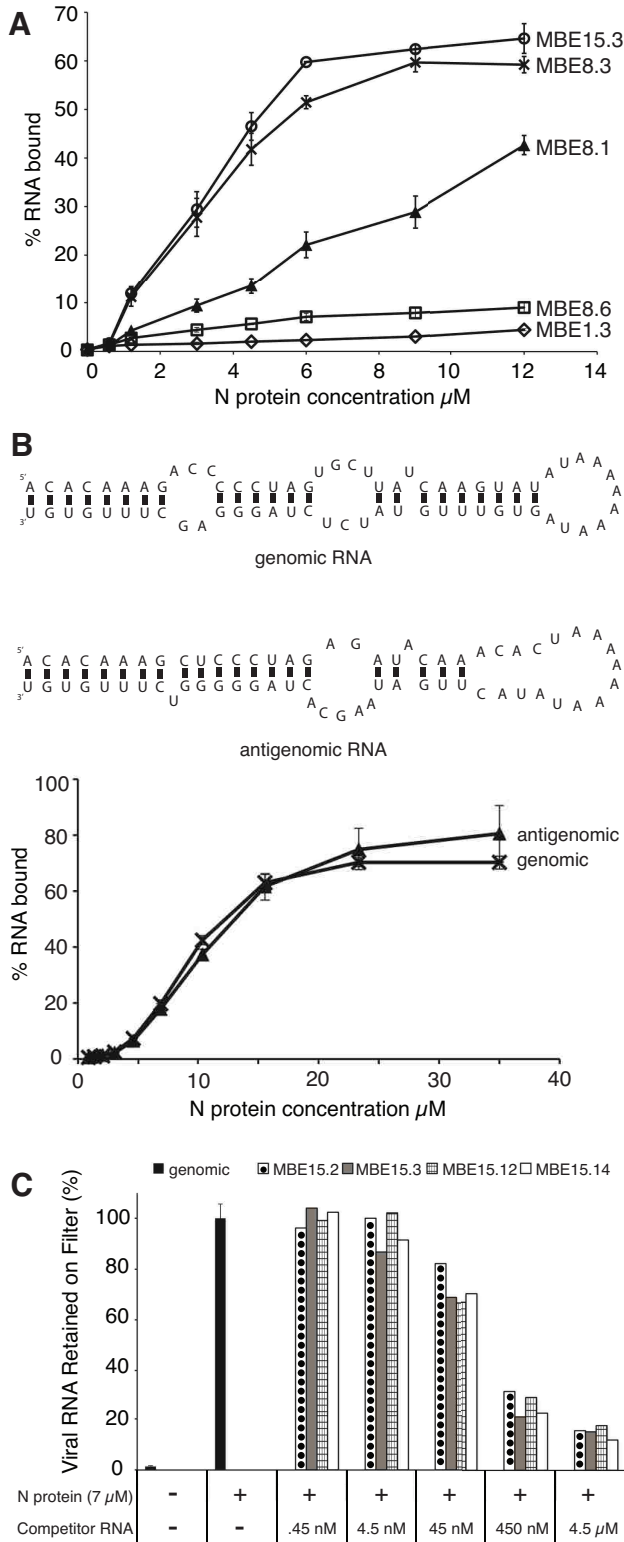 A
% RNA bound
70
60
50
40
30
20
10
0
MBE15.3
MBE8.3
MBE8.1
MBE8.6
MBE1.3
0 2 4 6 8 10 12 14
N protein concentration µM
B
5' A C A C A A A G A C C C C C U A G U G C U U A U C A A G U A U A U A A A A
3' U G U G U U U C G A G G G A U C U C U A U G U U U G U G A U A A
genomic RNA
5' A C A C A A A G C U C C C U A G A G A U A C A A A C A C U A A A A
3' U G U G U U U C U G G G G A U C A C G A A U A G U U C A U A U A A
antigenomic RNA
% RNA bound
100
80
60
40
20
0
antigenomic
genomic
0 10 20 30 40
N protein concentration µM
C
genomic MBE15.2 MBE15.3 MBE15.12 MBE15.14
Viral RNA Retained on Filter (%)
100
80
60
40
20
0
N protein (7 µM) - + + + + + +
Competitor RNA - - .45 nM 4.5 nM 45 nM 450 nM 4.5 µM